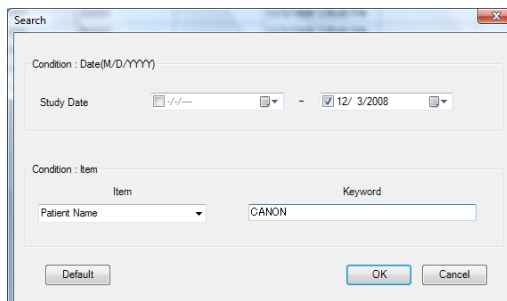 Search
Condition : Date(M/D/YYYY)
Study Date -/-/--- - 12/ 3/2008
Condition : Item
Item Keyword
Patient Name CANON
Default OK Cancel